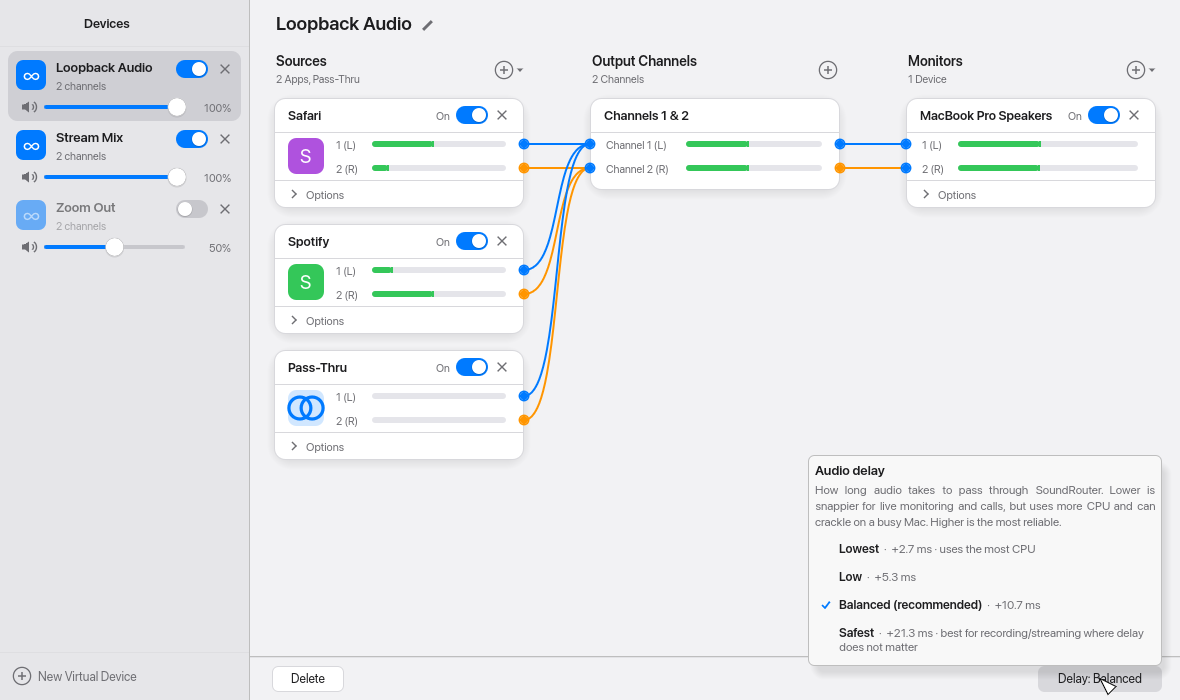 Devices
Loopback Audio
2 channels
100%
Stream Mix
2 channels
100%
Zoom Out
2 channels
50%
New Virtual Device
Loopback Audio
Sources
2 Apps, Pass-Thru
Safari
On
S
1 (L)
2 (R)
Options
Spotify
On
S
1 (L)
2 (R)
Options
Pass-Thru
On
1 (L)
2 (R)
Options
Output Channels
2 Channels
Channels 1 & 2
Channel 1 (L)
Channel 2 (R)
Monitors
1 Device
MacBook Pro Speakers
On
1 (L)
2 (R)
Options
Audio delay
How long audio takes to pass through SoundRouter. Lower is
snappier for live monitoring and calls, but uses more CPU and can
crackle on a busy Mac. Higher is the most reliable.
Lowest · +2.7 ms · uses the most CPU
Low · +5.3 ms
Balanced (recommended) · +10.7 ms
Safest · +21.3 ms · best for recording/streaming where delay
does not matter
Delete
Delay: Balanced